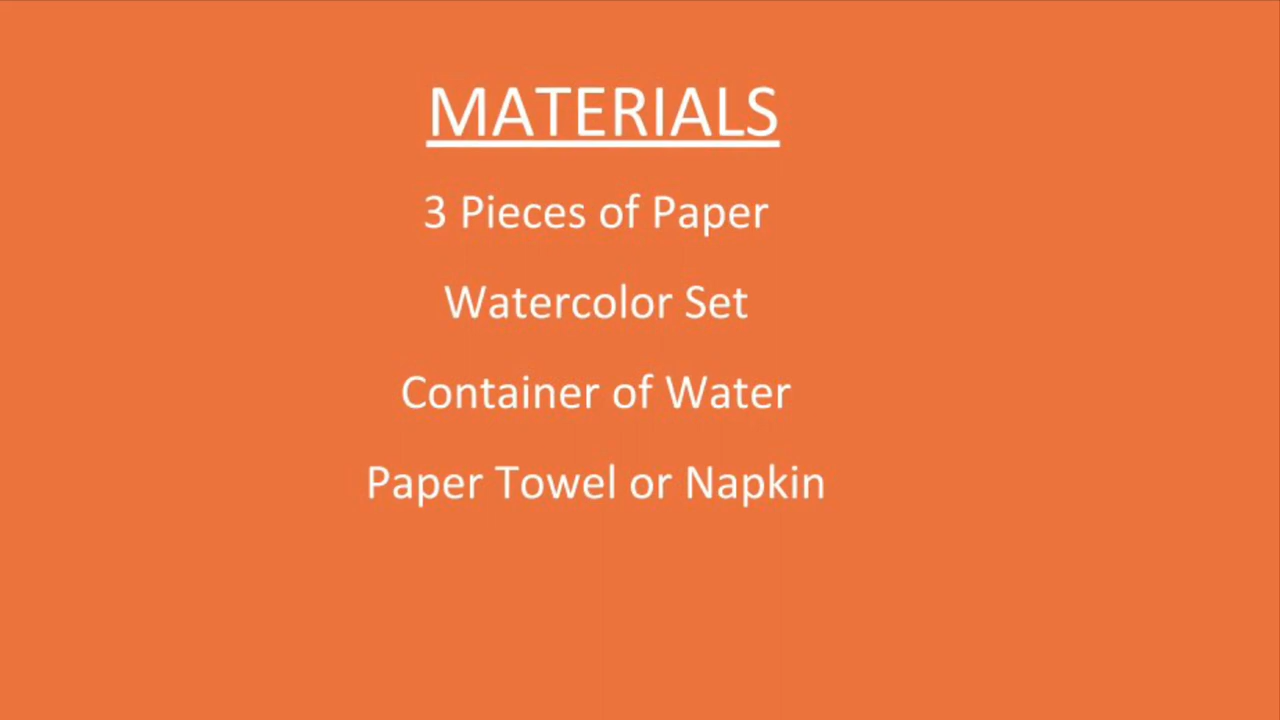 MATERIALS
3 Pieces of Paper
Watercolor Set
Container of Water
Paper Towel or Napkin